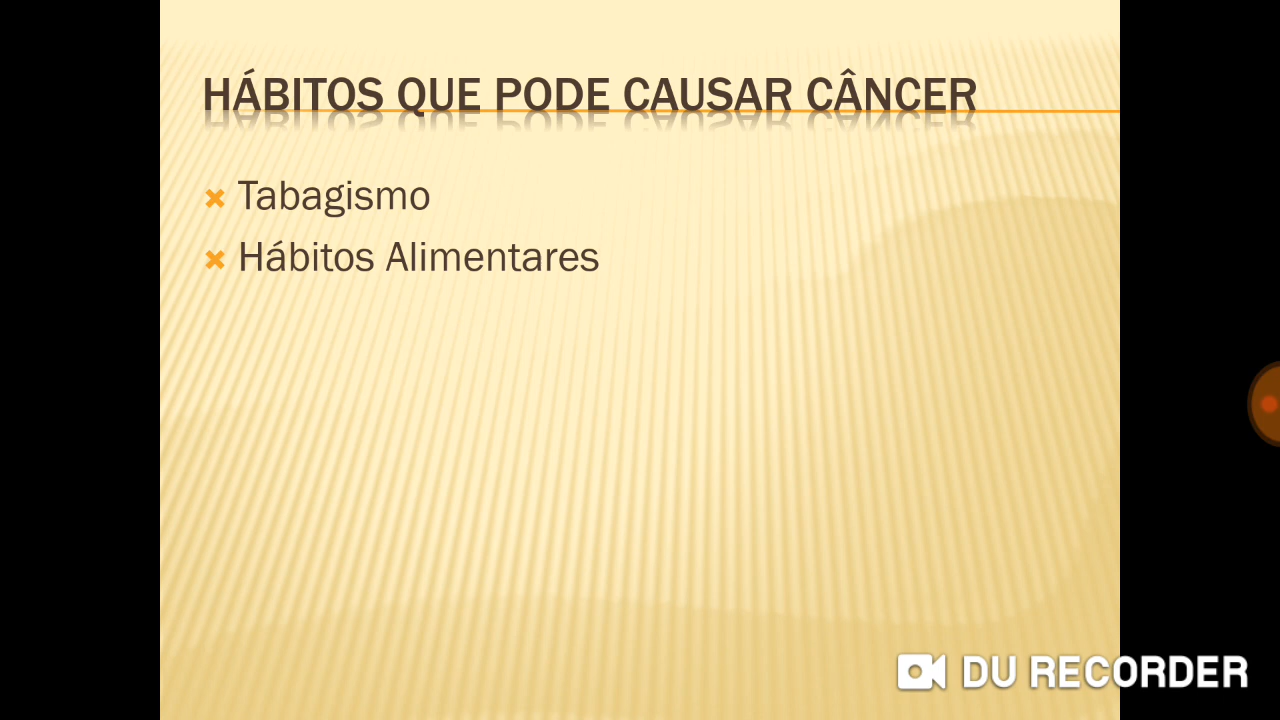 HÁBITOS QUE PODE CAUSAR CÂNCER
Tabagismo
Hábitos Alimentares
DU RECORDER